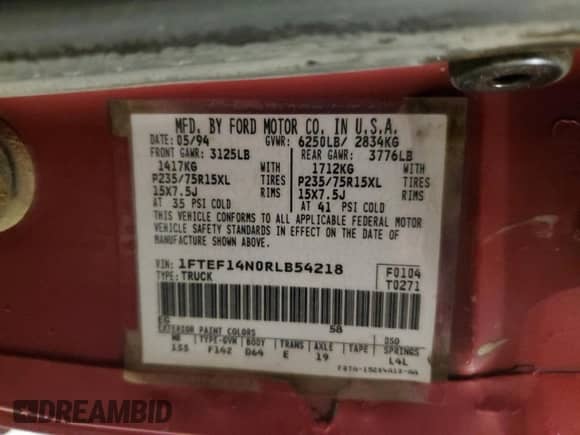 MFD. BY FORD MOTOR CO. IN U.S.A.
DATE: 05/94 GVWR: 6250LB/ 2834KG
FRONT GAWR: 3125LB REAR GAWR: 3776LB
1417KG WITH 1712KG WITH
P235/75R15XL TIRES P235/75R15XL TIRES
15X7.5J RIMS 15X7.5J RIMS
AT 35 PSI COLD AT 41 PSI COLD
THIS VEHICLE CONFORMS TO ALL APPLICABLE FEDERAL MOTOR
VEHICLE SAFETY STANDARDS IN EFFECT ON THE DATE OF
MANUFACTURE SHOWN ABOVE.
VIN: 1FTEF14N0RLB54218 F0104
TYPE: TRUCK T0271
EG 58
EXTERIOR PAINT COLORS DSO
WB TYPE-GVW BODY TRANS AXLE TAPE SPRINGS
155 F142 D64 E 19 L4L
DREAMBID